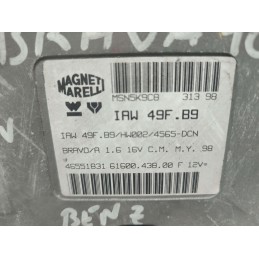 BRAVA
MAGNETI MARELLI
MSN5K9C8 313 98
IAW 49F.B9
IAW 49F.B9/HW002/4565-DCN
BRAVO/A 1.6 16V C.M. M.Y. 98
46551831 61600.438.00 F 12V=
BENZ